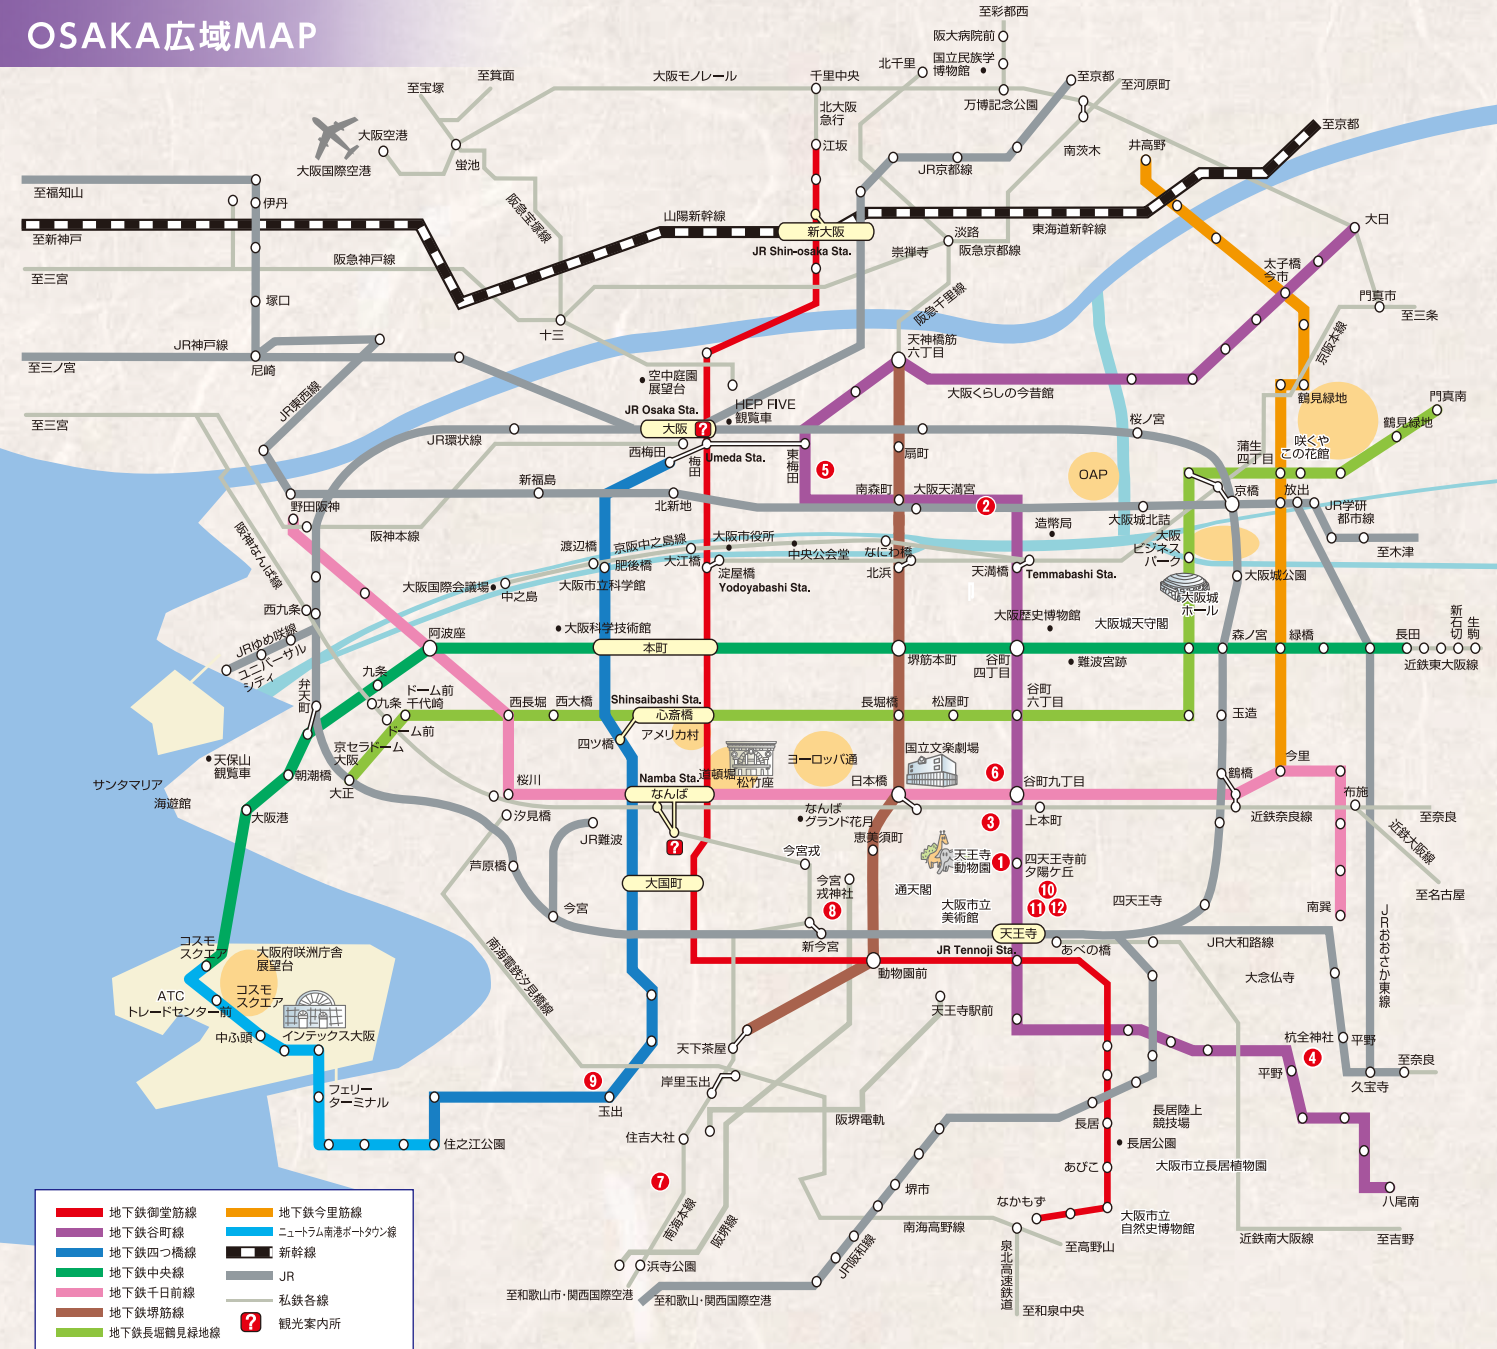 OSAKA広域MAP
至彩都西
阪大病院前
国立民族学
博物館
北千里
至箕面
至宝塚
大阪モノレール
千里中央
北大阪
急行
万博記念公園
至京都
至河原町
大阪空港
大阪国際空港
蛍池
江坂
JR京都線
南茨木
井高野
至京都
至福知山
伊丹
阪急宝塚線
山陽新幹線
新大阪
JR Shin-osaka Sta.
崇禅寺
淡路
阪急京都線
東海道新幹線
大日
至新神戸
阪急神戸線
至三宮
太子橋
今市
門真市
至三条
塚口
十三
阪急千里線
京阪本線
JR神戸線
至三ノ宮
尼崎
天神橋筋
六丁目
空中庭園
展望台
大阪くらしの今昔館
鶴見緑地
門真南
JR東西線
HEP FIVE
観覧車
JR Osaka Sta.
大阪
至三宮
JR環状線
西梅田
梅田
Umeda Sta.
東梅田
扇町
桜ノ宮
蒲生
四丁目
咲くや
この花館
鶴見緑地
5
OAP
新福島
北新地
南森町
大阪天満宮
2
京橋
放出
JR学研
都市線
野田阪神
阪神本線
阪神なんば線
渡辺橋
京阪中之島線
大阪市役所
中央公会堂
なにわ橋
造幣局
大阪城北詰
大阪
ビジネス
パーク
至木津
肥後橋
大江橋
淀屋橋
Yodoyabashi Sta.
北浜
天満橋
Temmabashi Sta.
大阪国際会議場
中之島
大阪市立科学館
大阪城公園
大阪城
ホール
西九条
大阪歴史博物館
大阪城天守閣
JRゆめ咲線
ユニバーサル
シティ
阿波座
大阪科学技術館
本町
堺筋本町
谷町
四丁目
難波宮跡
森ノ宮
緑橋
長田
新石切
生駒
近鉄東大阪線
九条
九条
弁天町
ドーム前
千代崎
ドーム前
西長堀
西大橋
Shinsaibashi Sta.
心斎橋
長堀橋
松屋町
谷町
六丁目
玉造
四ツ橋
アメリカ村
ヨーロッパ通
国立文楽劇場
京セラドーム
大阪
天保山
観覧車
サンタマリア
海遊館
朝潮橋
大阪港
大正
桜川
Namba Sta.
道頓堀
なんば
松竹座
日本橋
6
谷町九丁目
鶴橋
今里
布施
汐見橋
JR難波
なんば
グランド花月
恵美須町
3
上本町
近鉄奈良線
至奈良
近鉄大阪線
芦原橋
大国町
今宮戎
今宮
戎神社
8
天王寺
動物園
1
四天王寺前
夕陽ケ丘
10
11
12
通天閣
大阪市立
美術館
四天王寺
南巽
至名古屋
今宮
新今宮
天王寺
JR Tennoji Sta.
あべの橋
JR大和路線
JRおおさか東線
動物園前
南海電鉄汐見橋線
大念仏寺
コスモ
スクエア
大阪府咲洲庁舎
展望台
ATC
トレードセンター前
コスモ
スクエア
中ふ頭
インテックス大阪
天王寺駅前
杭全神社
4
平野
平野
至奈良
久宝寺
天下茶屋
岸里玉出
9
玉出
フェリー
ターミナル
住之江公園
住吉大社
阪堺電軌
長居
長居陸上
競技場
長居公園
あびこ
大阪市立長居植物園
7
堺市
なかもず
大阪市立
自然史博物館
八尾南
南海本線
阪堺線
JR阪和線
南海高野線
至高野山
近鉄南大阪線
至吉野
浜寺公園
至和歌山市・関西国際空港
至和歌山・関西国際空港
泉北高速鉄道
至和泉中央
地下鉄御堂筋線
地下鉄谷町線
地下鉄四つ橋線
地下鉄中央線
地下鉄千日前線
地下鉄堺筋線
地下鉄長堀鶴見緑地線
地下鉄今里筋線
ニュートラム南港ポートタウン線
新幹線
JR
私鉄各線
観光案内所